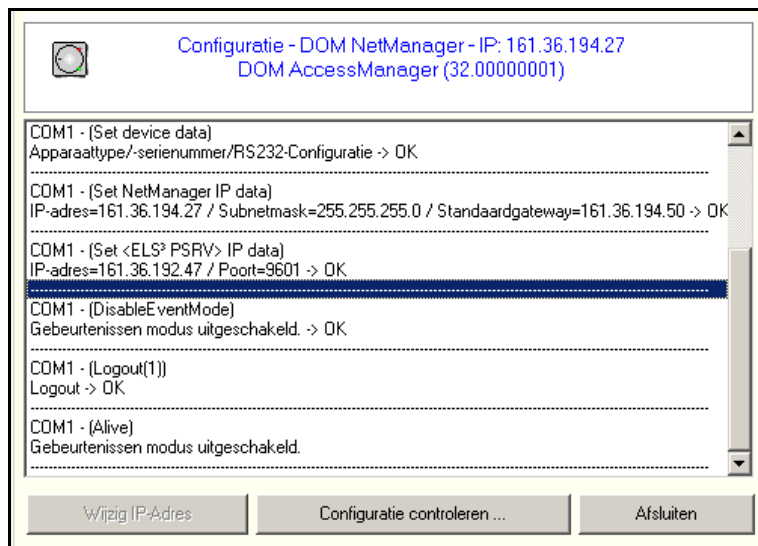 Configuratie - DOM NetManager - IP: 161.36.194.27
DOM AccessManager (32.00000001)
COM1 - (Set device data)
Apparaattype/-serienummer/RS232-Configuratie -> OK
COM1 - (Set NetManager IP data)
IP-adres=161.36.194.27 / Subnetmask=255.255.255.0 / Standaardgateway=161.36.194.50 -> OK
COM1 - (Set <ELS³ PSRV> IP data)
IP-adres=161.36.192.47 / Poort=9601 -> OK
COM1 - (DisableEventMode)
Gebeurtenissen modus uitgeschakeld. -> OK
COM1 - (Logout(1))
Logout -> OK
COM1 - (Alive)
Gebeurtenissen modus uitgeschakeld.
Wijzig IP-Adres
Configuratie controleren ...
Afsluiten